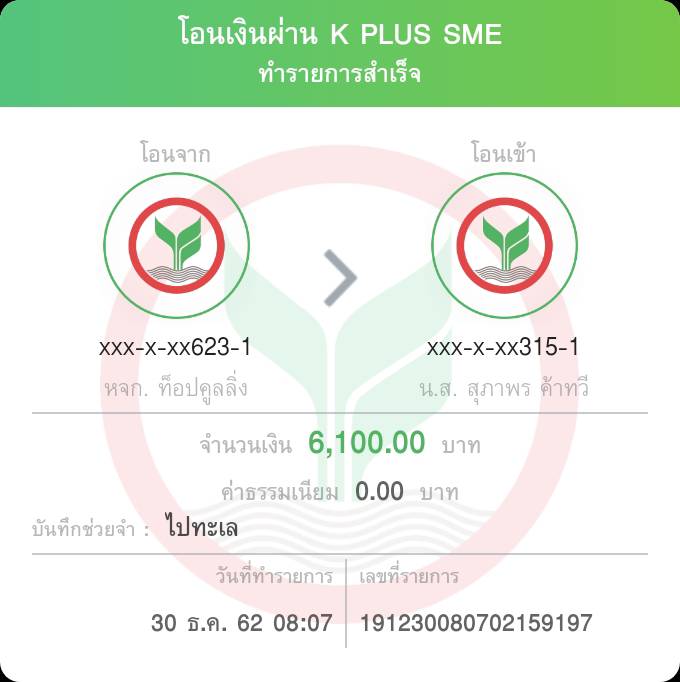 โอนเงินผ่าน K PLUS SME
ทำรายการสำเร็จ
โอนจาก โอนเข้า
xxx-x-xx623-1 xxx-x-xx315-1
หจก. ท็อปคูลลิ่ง น.ส. สุภาพร ค้าทวี
จำนวนเงิน 6,100.00 บาท
ค่าธรรมเนียม 0.00 บาท
บันทึกช่วยจำ : ไปทะเล
วันที่ทำรายการ เลขที่รายการ
30 ธ.ค. 62 08:07 191230080702159197